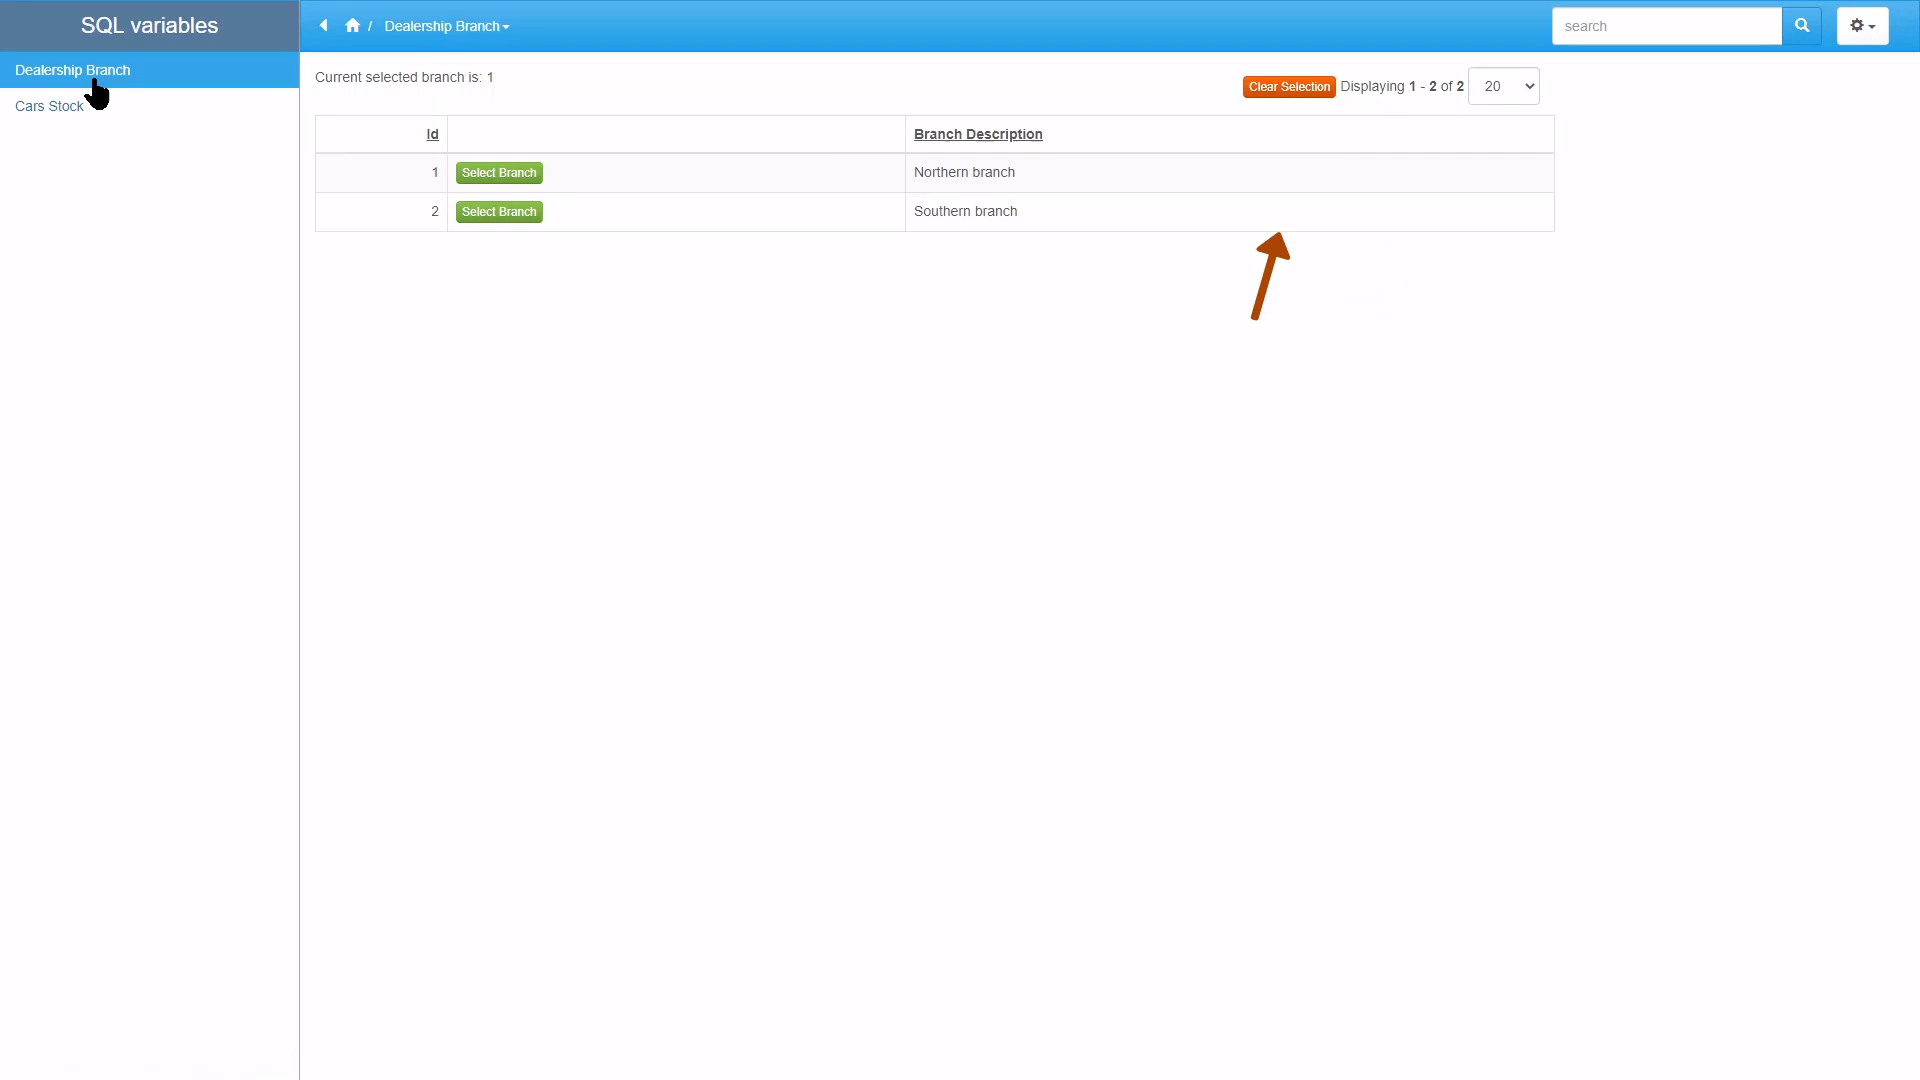 SQL variables
/ Dealership Branch
search
Dealership Branch
Cars Stock
Current selected branch is: 1
Clear Selection Displaying 1 - 2 of 2 20
Id Branch Description
1 Select Branch Northern branch
2 Select Branch Southern branch